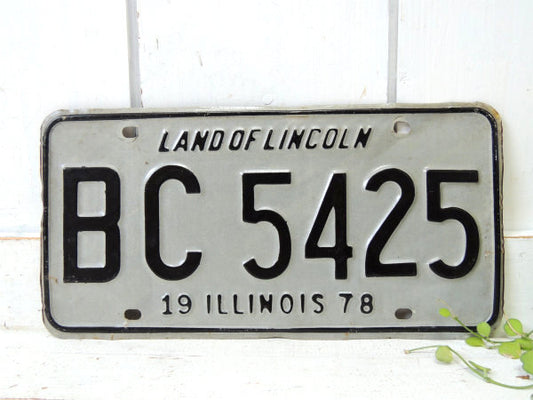 LAND OF LINCOLN
BC 5425
19 ILLINOIS 78